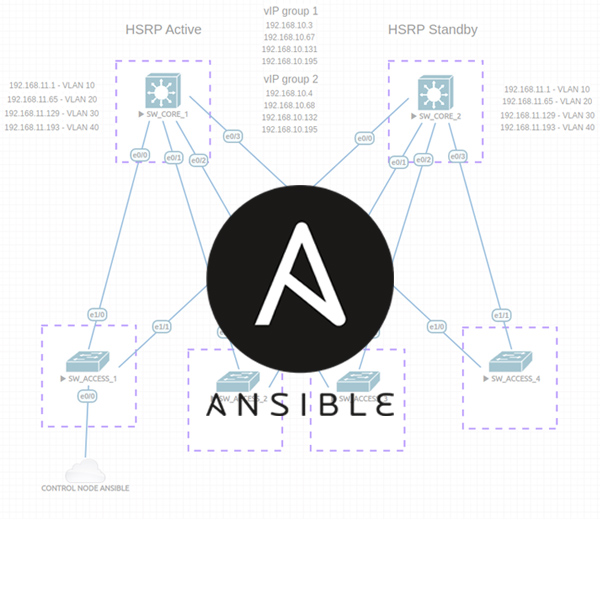 HSRP Active
vIP group 1
HSRP Standby
192.168.10.3
192.168.10.67
192.168.10.131
192.168.10.195
vIP group 2
192.168.10.4
192.168.10.68
192.168.10.132
192.168.10.195
192.168.11.1 - VLAN 10
192.168.11.65 - VLAN 20
192.168.11.129 - VLAN 30
192.168.11.193 - VLAN 40
SW_CORE_1
SW_CORE_2
192.168.11.1 - VLAN 10
192.168.11.65 - VLAN 20
192.168.11.129 - VLAN 30
192.168.11.193 - VLAN 40
e0/3
e0/0
e0/0
e0/1
e0/2
e0/1
e0/2
e0/3
e1/0
e1/1
e1/0
e1/1
SW_ACCESS_1
SW_ACCESS_4
e0/0
SW_ACCESS_2
ANSIBLE
CONTROL NODE ANSIBLE